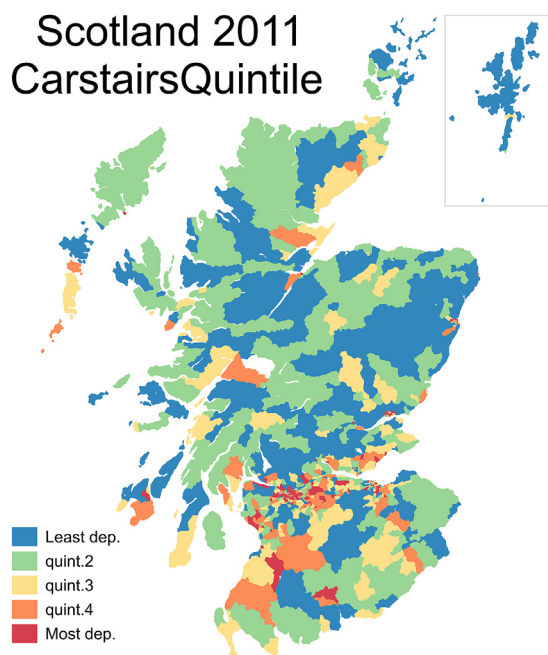 Scotland 2011
CarstairsQuintile
Least dep.
quint.2
quint.3
quint.4
Most dep.